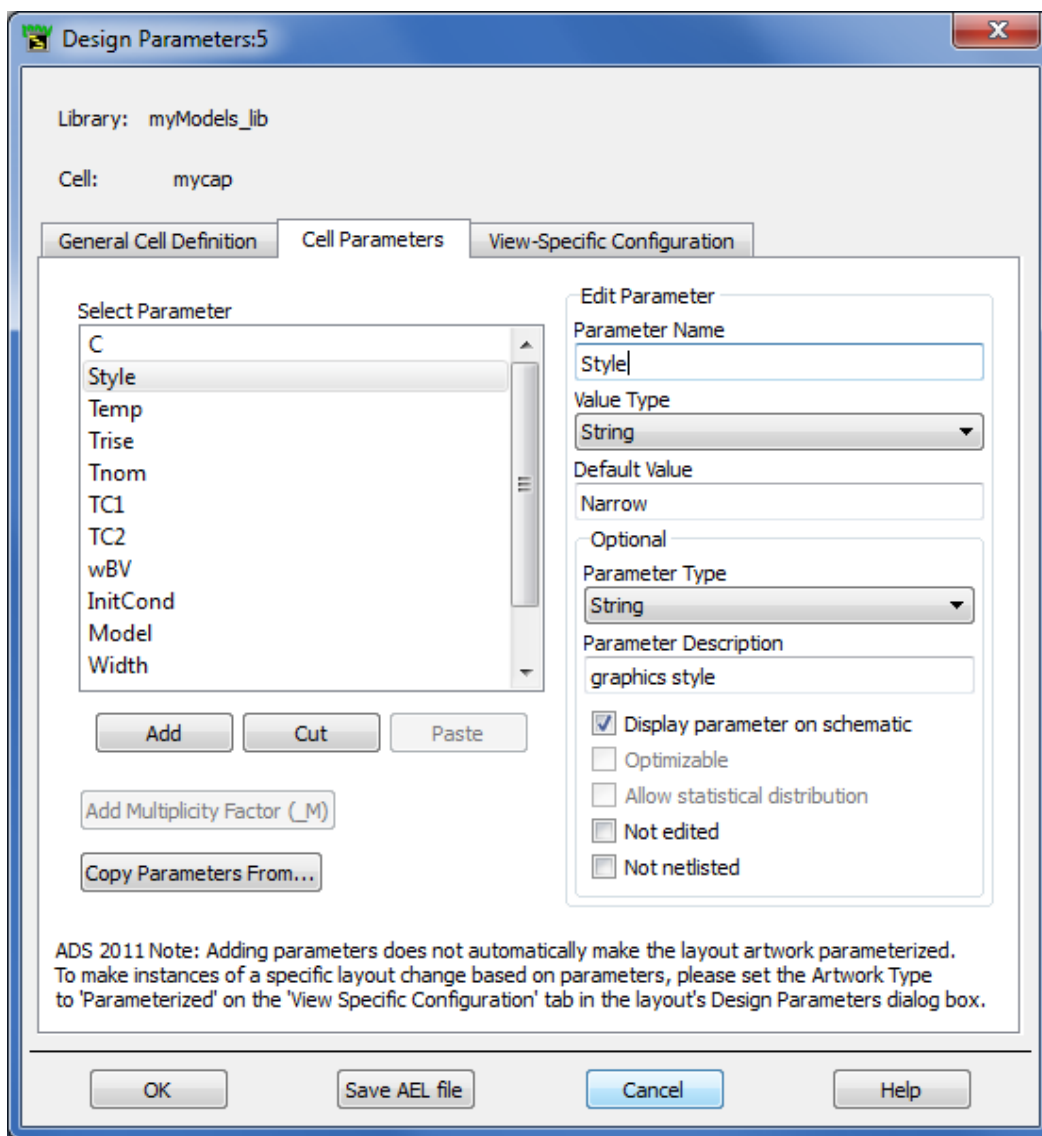 Design Parameters:5
Library: myModels_lib
Cell: mycap
General Cell Definition
Cell Parameters
View-Specific Configuration
Select Parameter
C
Style
Temp
Trise
Tnom
TC1
TC2
wBV
InitCond
Model
Width
Add
Cut
Paste
Add Multiplicity Factor (_M)
Copy Parameters From...
Edit Parameter
Parameter Name
Style
Value Type
String
Default Value
Narrow
Optional
Parameter Type
String
Parameter Description
graphics style
Display parameter on schematic
Optimizable
Allow statistical distribution
Not edited
Not netlisted
ADS 2011 Note: Adding parameters does not automatically make the layout artwork parameterized.
To make instances of a specific layout change based on parameters, please set the Artwork Type
to 'Parameterized' on the 'View Specific Configuration' tab in the layout's Design Parameters dialog box.
OK
Save AEL file
Cancel
Help